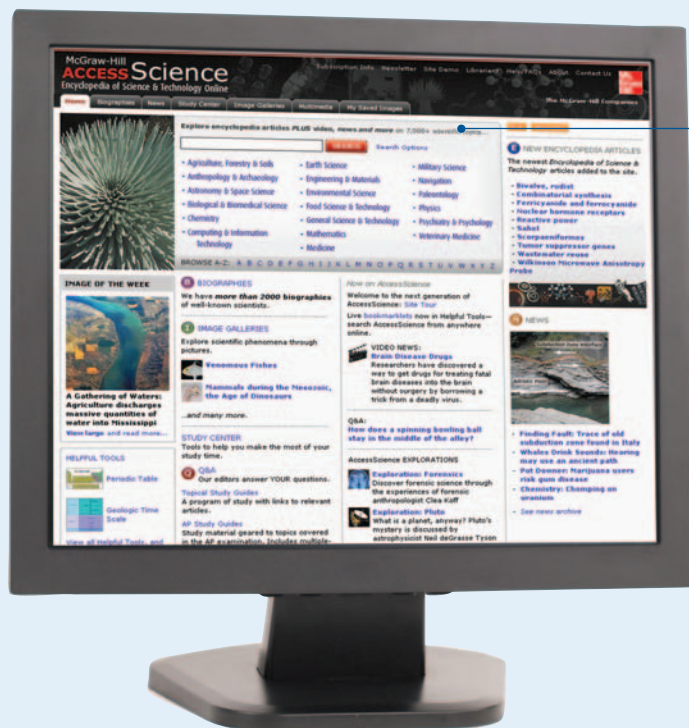 McGraw-Hill
ACCESS Science
Encyclopedia of Science & Technology Online
Subscription Info Newsletter Site Demo Librarians Help/FAQs About Contact Us
The McGraw-Hill Companies
Home Biographies News Study Center Image Galleries Multimedia My Saved Images
Explore encyclopedia articles PLUS video, news and more on 7,000+ scientific topics...
SEARCH Search Options
• Agriculture, Forestry & Soils
• Anthropology & Archaeology
• Astronomy & Space Science
• Biological & Biomedical Science
• Chemistry
• Computing & Information
Technology
• Earth Science
• Engineering & Materials
• Environmental Science
• Food Science & Technology
• General Science & Technology
• Mathematics
• Medicine
• Military Science
• Navigation
• Paleontology
• Physics
• Psychiatry & Psychology
• Veterinary Medicine
BROWSE A-Z: A B C D E F G H I J K L M N O P Q R S T U V W X Y Z
IMAGE OF THE WEEK
A Gathering of Waters:
Agriculture discharges
massive quantities of
water into Mississippi
View large and read more...
HELPFUL TOOLS
Periodic Table
Geologic Time
Scale
View all Helpful Tools, and
B BIOGRAPHIES
We have more than 2000 biographies
of well-known scientists.
I IMAGE GALLERIES
Explore scientific phenomena through
pictures.
Venomous Fishes
Mammals during the Mesozoic,
the Age of Dinosaurs
...and many more.
STUDY CENTER
Tools to help you make the most of your
study time.
Q Q&A
Our editors answer YOUR questions.
Topical Study Guides
A program of study with links to relevant
articles.
AP Study Guides
Study material geared to topics covered
in the AP examination. Includes multiple-
Now on AccessScience
Welcome to the next generation of
AccessScience: Site Tour
Live bookmarklets now in Helpful Tools—
search AccessScience from anywhere
online.
VIDEO NEWS:
Brain Disease Drugs
Researchers have discovered a
way to get drugs for treating fatal
brain diseases into the brain
without surgery by borrowing a
trick from a deadly virus.
Q&A:
How does a spinning bowling ball
stay in the middle of the alley?
AccessScience EXPLORATIONS
Exploration: Forensics
Discover forensic science through
the experiences of forensic
anthropologist Clea Koff
Exploration: Pluto
What is a planet, anyway? Pluto's
mystery is discussed by
astrophysicist Neil deGrasse Tyson
E NEW ENCYCLOPEDIA ARTICLES
The newest Encyclopedia of Science &
Technology articles added to the site.
• Bivalve, rudist
• Combinatorial synthesis
• Ferricyanide and ferrocyanide
• Nuclear hormone receptors
• Reactive power
• Sahel
• Scorpaeniformes
• Tumor suppressor genes
• Wastewater reuse
• Wilkinson Microwave Anisotropy
Probe
N NEWS
• Finding Fault: Trace of old
subduction zone found in Italy
• Whales Drink Sounds: Hearing
may use an ancient path
• Pot Downer: Marijuana users
risk gum disease
• Chemistry: Chomping on
uranium
• See news archive